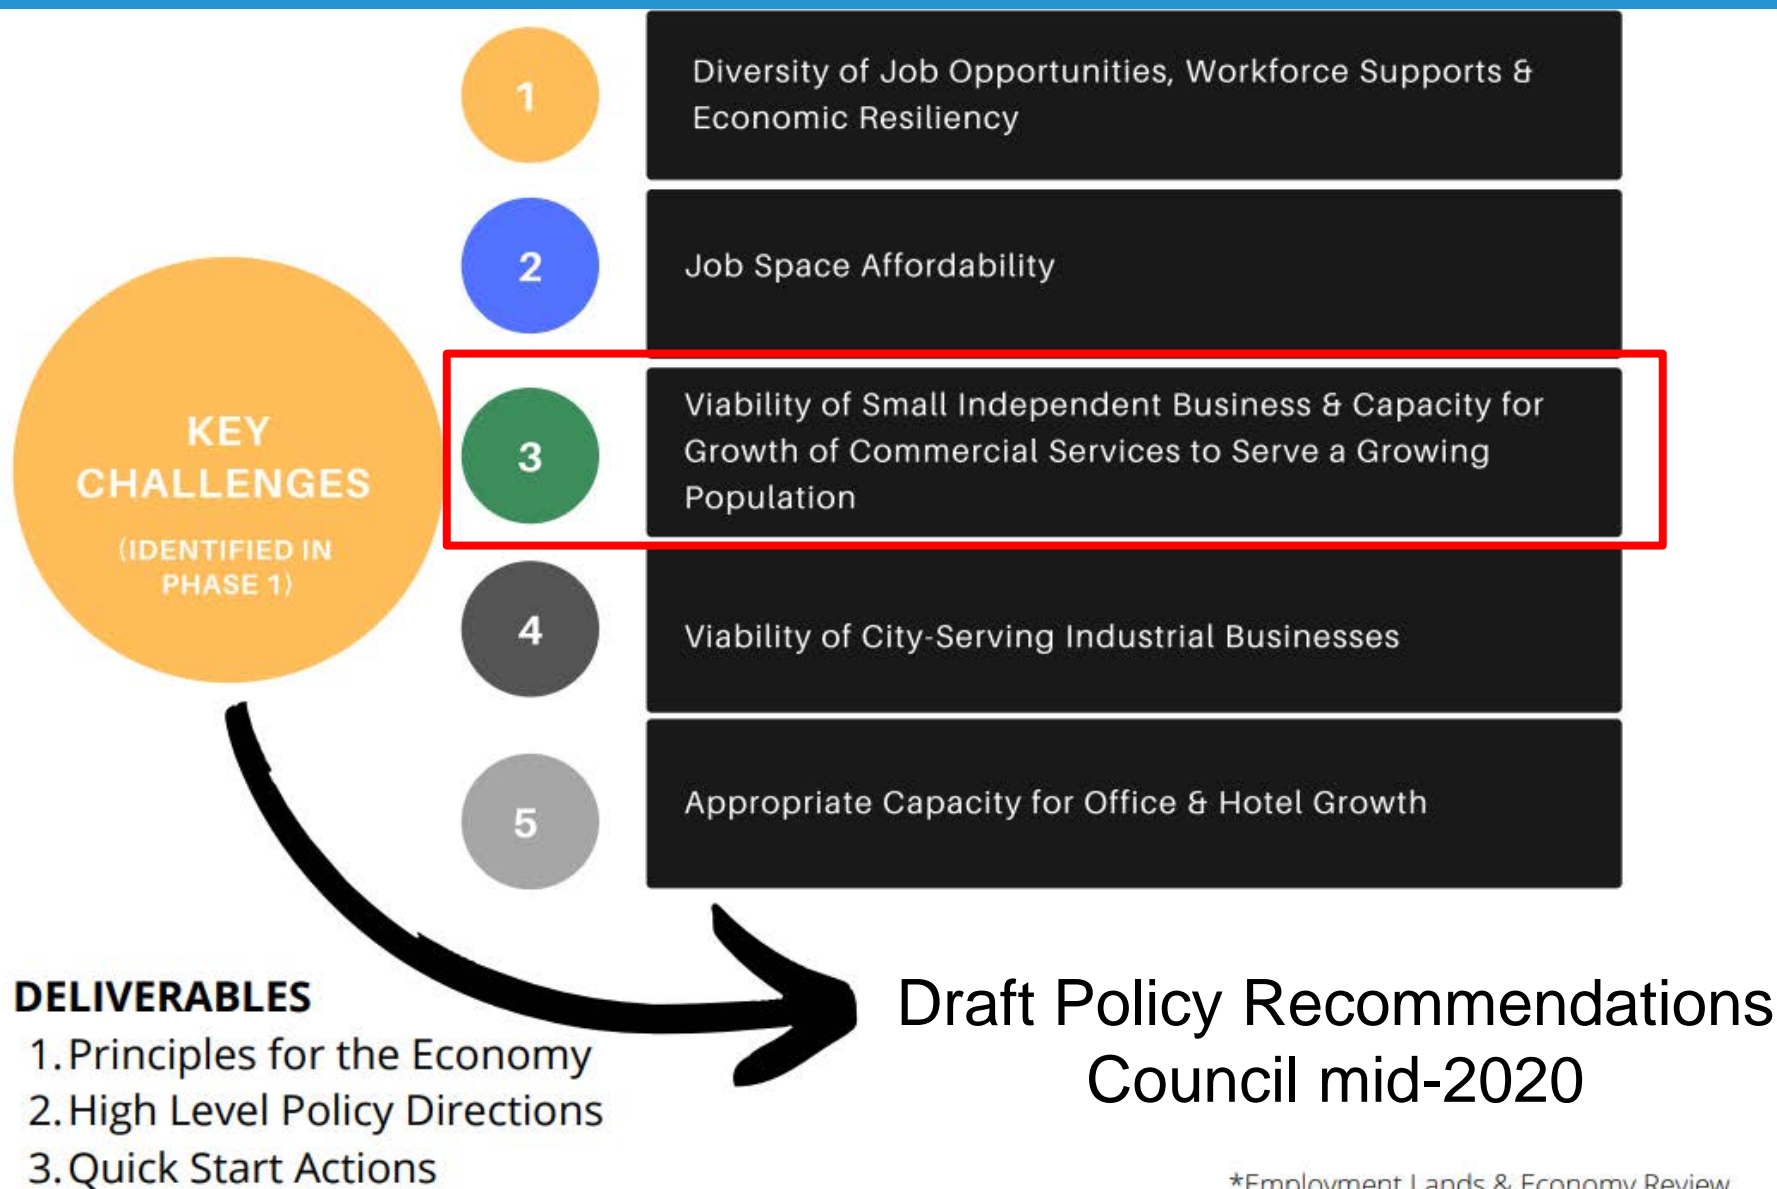 1
Diversity of Job Opportunities, Workforce Supports &
Economic Resiliency
2
Job Space Affordability
KEY
CHALLENGES
(IDENTIFIED IN
PHASE 1)
3
Viability of Small Independent Business & Capacity for
Growth of Commercial Services to Serve a Growing
Population
4
Viability of City-Serving Industrial Businesses
5
Appropriate Capacity for Office & Hotel Growth
DELIVERABLES
1. Principles for the Economy
2. High Level Policy Directions
3. Quick Start Actions
Draft Policy Recommendations
Council mid-2020
*Employment Lands & Economy Review